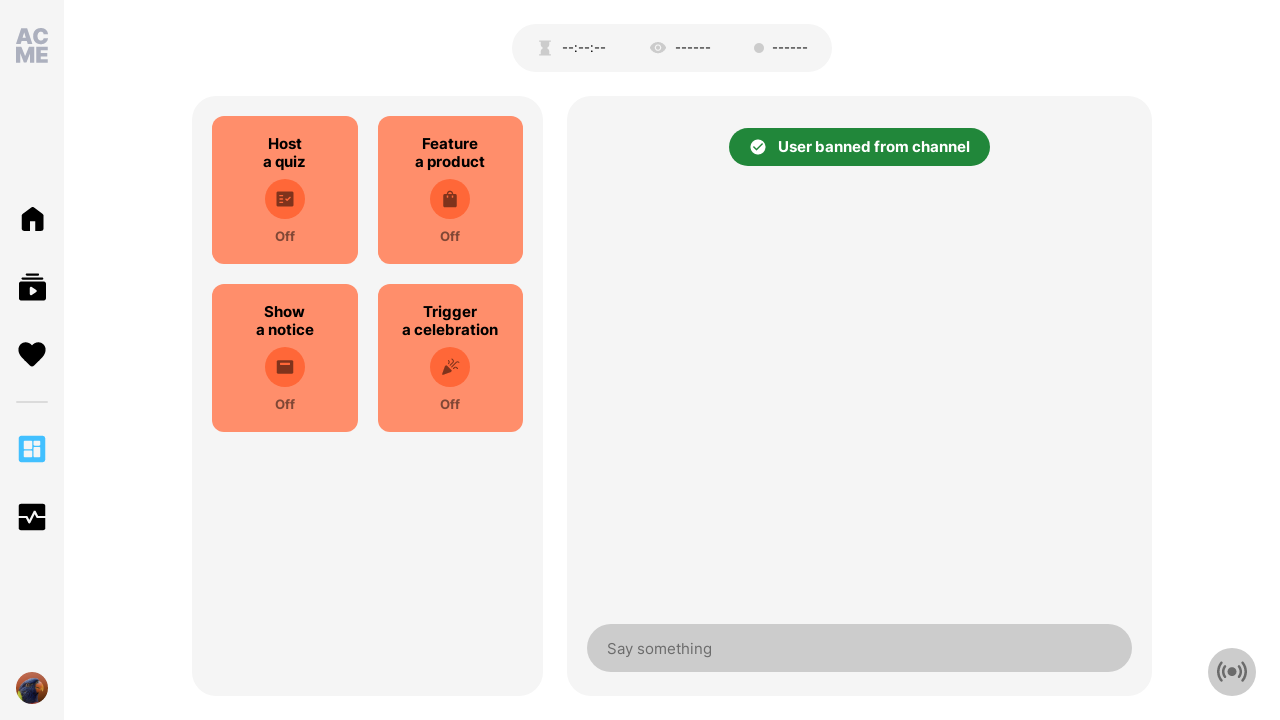 AC
ME
--:--:--
------
------
Host
a quiz
Off
Feature
a product
Off
Show
a notice
Off
Trigger
a celebration
Off
User banned from channel
Say something